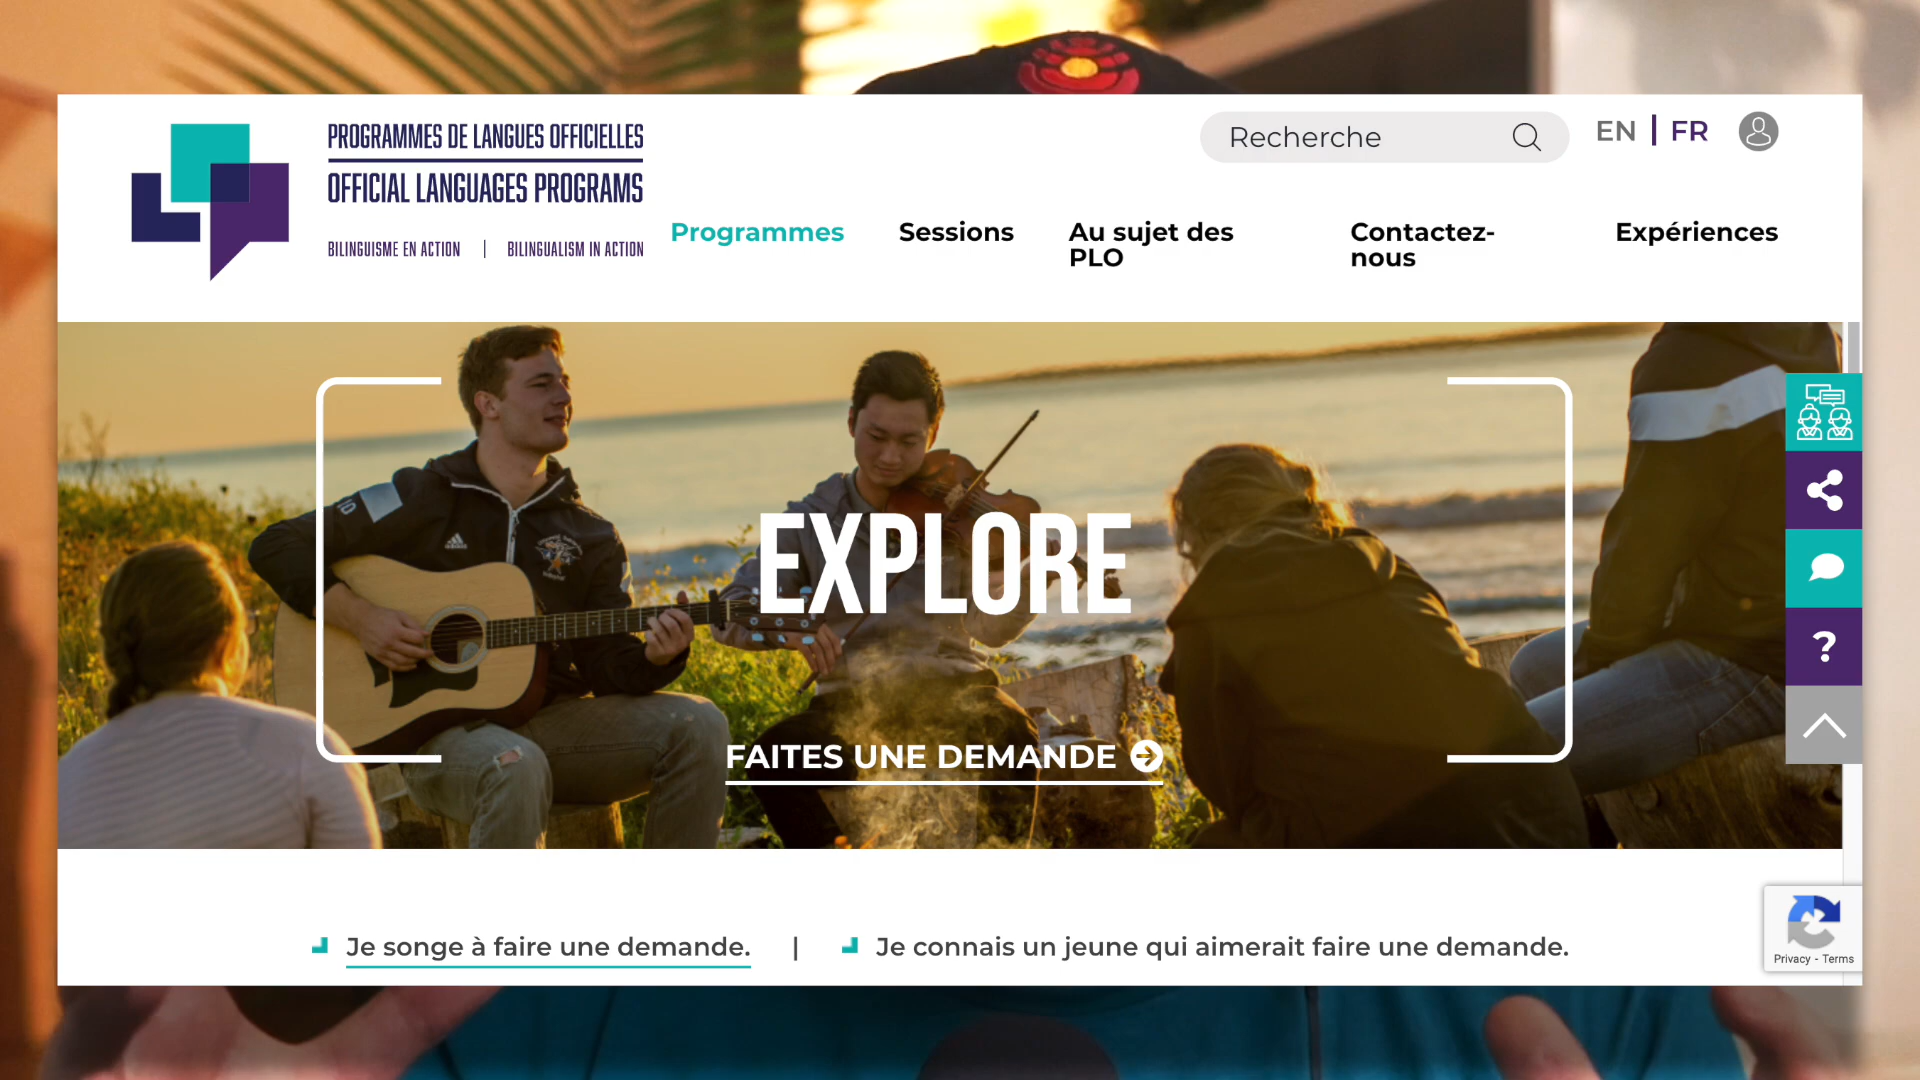 PROGRAMMES DE LANGUES OFFICIELLES
OFFICIAL LANGUAGES PROGRAMS
BILINGUISME EN ACTION | BILINGUALISM IN ACTION
Recherche
EN | FR
Programmes
Sessions
Au sujet des
PLO
Contactez-
nous
Expériences
EXPLORE
FAITES UNE DEMANDE
?
Je songe à faire une demande. | Je connais un jeune qui aimerait faire une demande.
Privacy - Terms